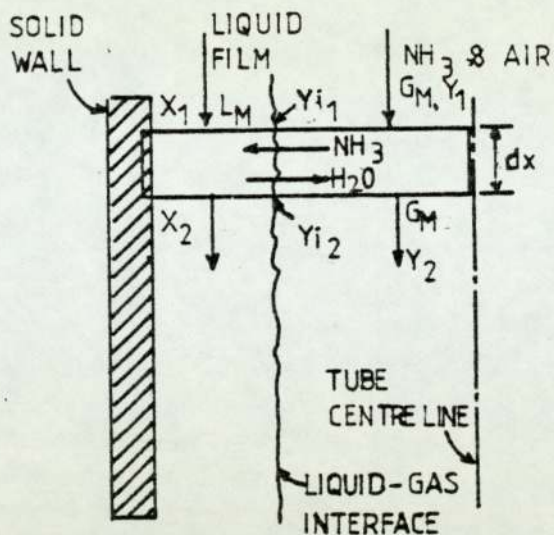 SOLID
WALL
LIQUID
FILM
NH3 & AIR
GM, Y1
X1 LM Yi1
NH3
H2O
dx
X2 Yi2 GM
Y2
TUBE
CENTRE LINE
LIQUID-GAS
INTERFACE